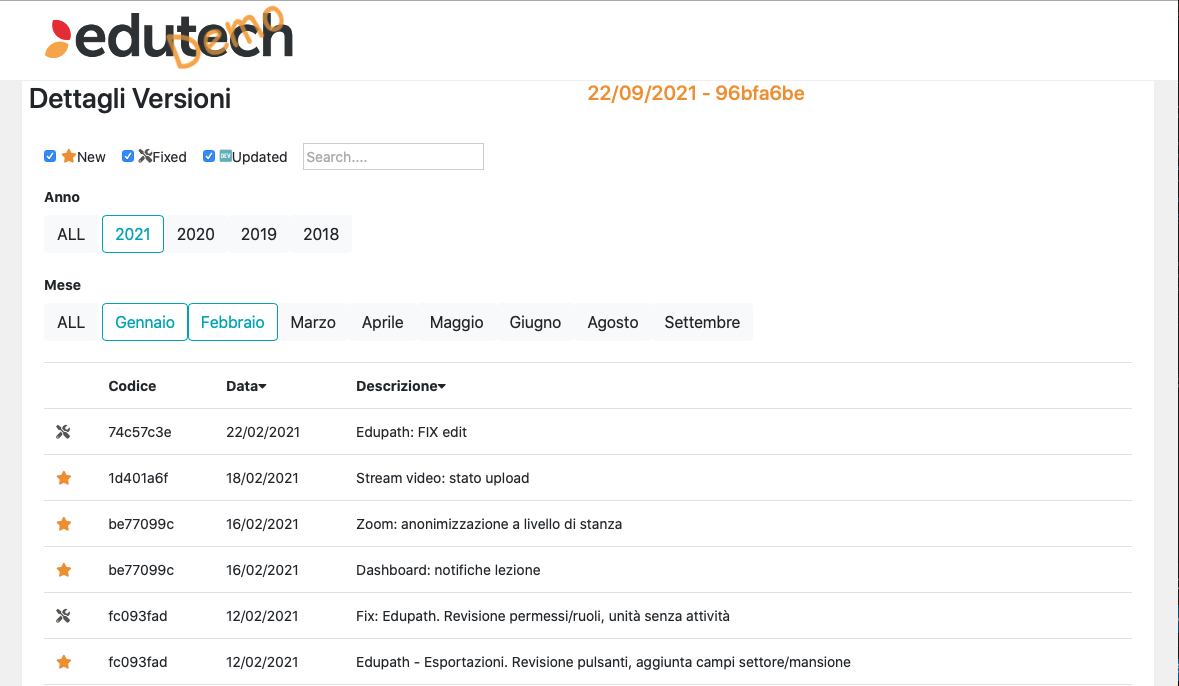 edutech
Demo
Dettagli Versioni
22/09/2021 - 96bfa6be
New Fixed DEV Updated Search....
Anno
ALL 2021 2020 2019 2018
Mese
ALL Gennaio Febbraio Marzo Aprile Maggio Giugno Agosto Settembre
Codice Data Descrizione
74c57c3e 22/02/2021 Edupath: FIX edit
1d401a6f 18/02/2021 Stream video: stato upload
be77099c 16/02/2021 Zoom: anonimizzazione a livello di stanza
be77099c 16/02/2021 Dashboard: notifiche lezione
fc093fad 12/02/2021 Fix: Edupath. Revisione permessi/ruoli, unità senza attività
fc093fad 12/02/2021 Edupath - Esportazioni. Revisione pulsanti, aggiunta campi settore/mansione